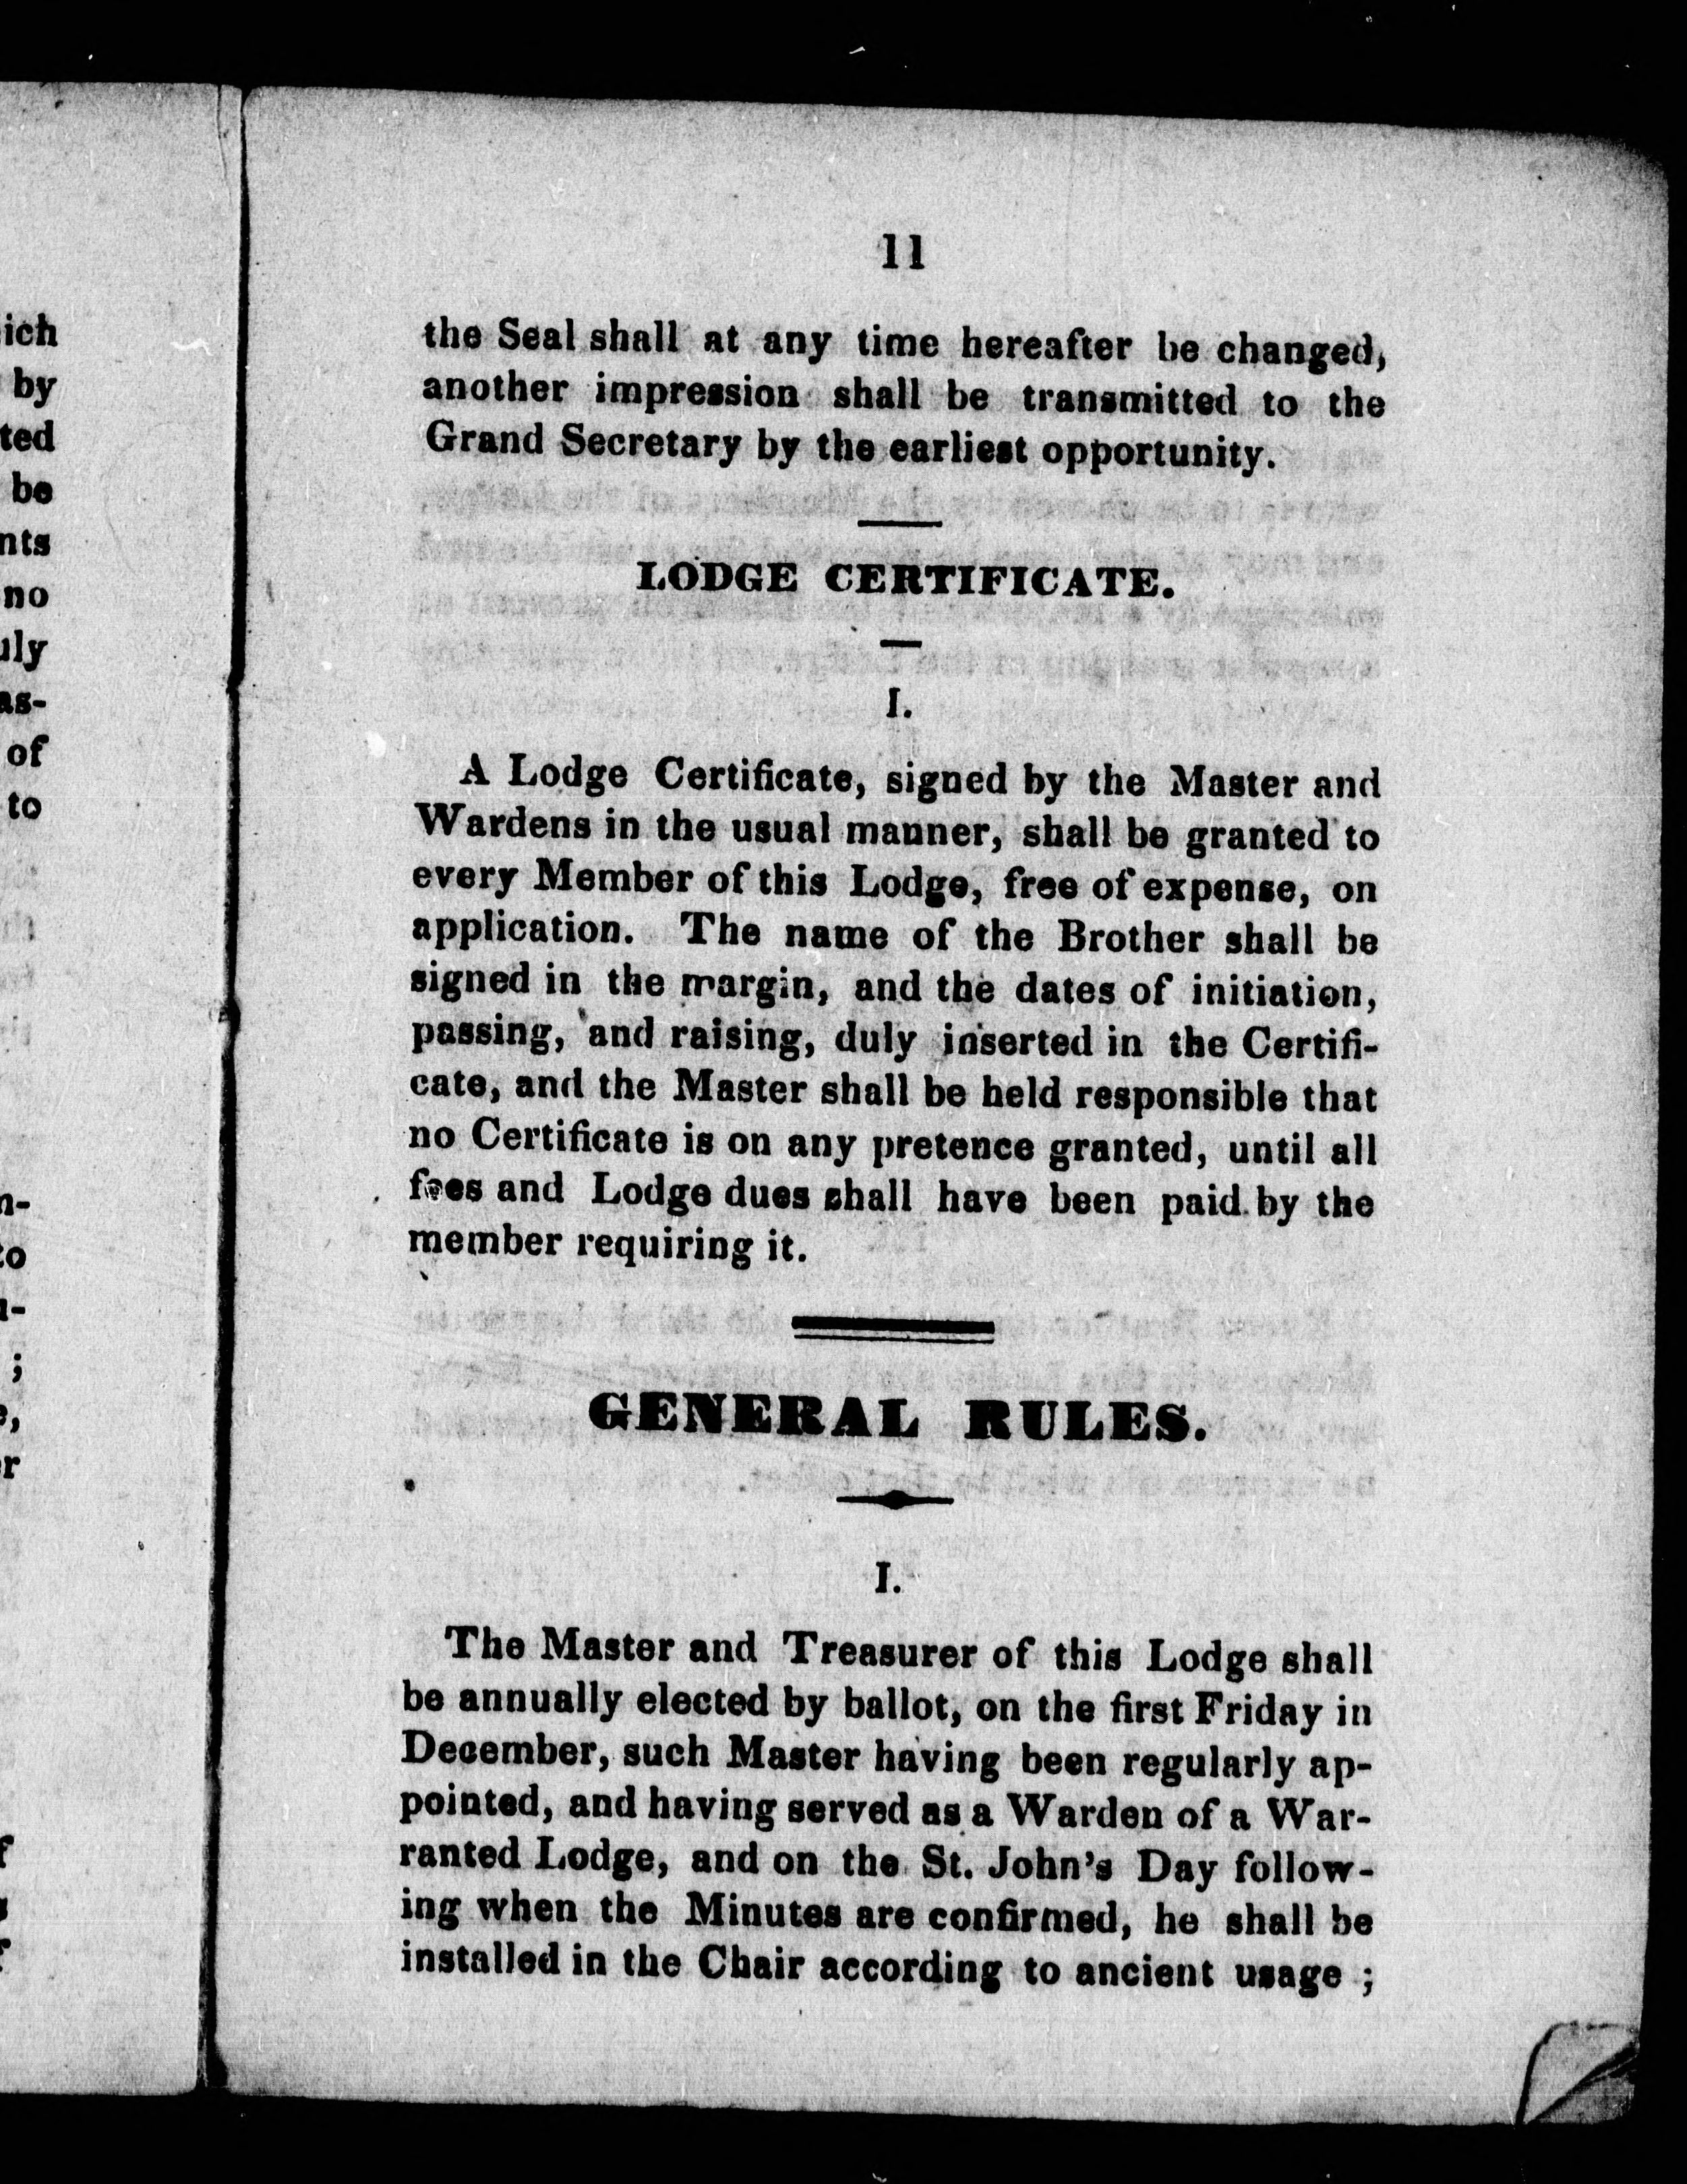 11
the Seal shall at any time hereafter be changed,
another impression shall be transmitted to the
Grand Secretary by the earliest opportunity.
LODGE CERTIFICATE.
I.
A Lodge Certificate, signed by the Master and
Wardens in the usual manner, shall be granted to
every Member of this Lodge, free of expense, on
application. The name of the Brother shall be
signed in the margin, and the dates of initiation,
passing, and raising, duly inserted in the Certifi-
cate, and the Master shall be held responsible that
no Certificate is on any pretence granted, until all
fees and Lodge dues shall have been paid by the
member requiring it.
GENERAL RULES.
I.
The Master and Treasurer of this Lodge shall
be annually elected by ballot, on the first Friday in
December, such Master having been regularly ap-
pointed, and having served as a Warden of a War-
ranted Lodge, and on the St. John's Day follow-
ing when the Minutes are confirmed, he shall be
installed in the Chair according to ancient usage ;